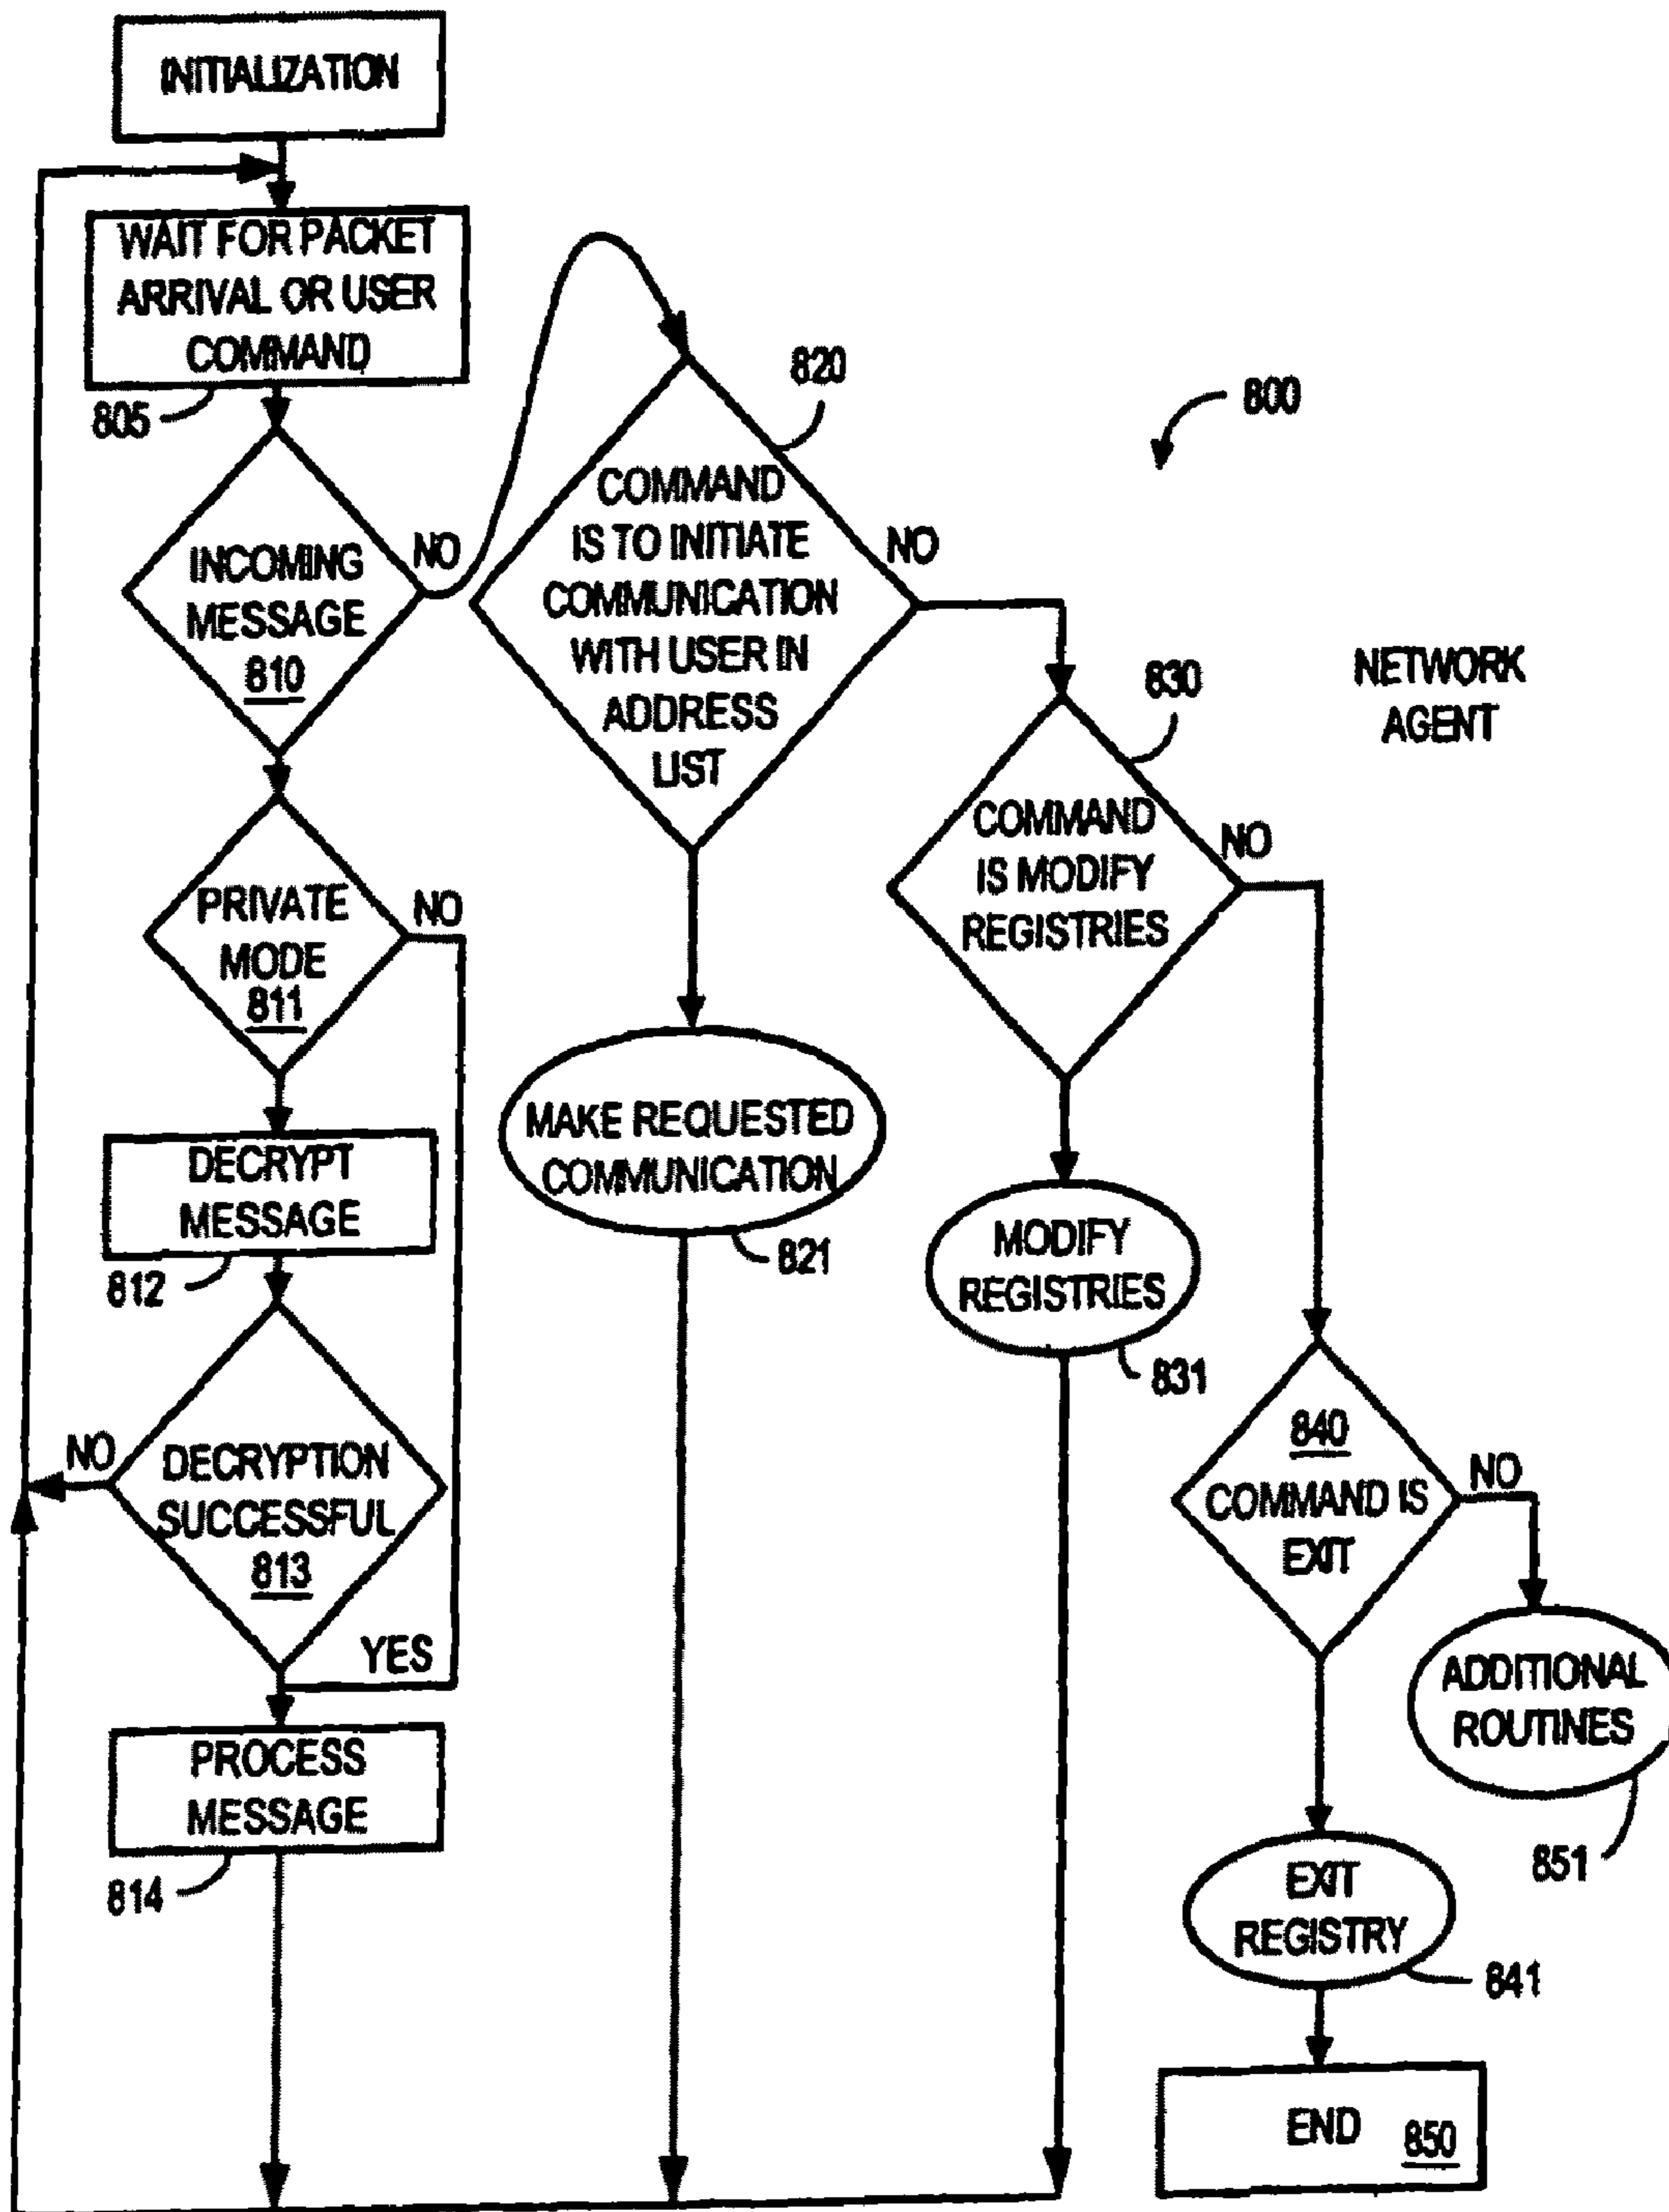 INITIALIZATION
WAIT FOR PACKET
ARRIVAL OR USER
COMMAND
805
INCOMING
MESSAGE
810
NO
PRIVATE
MODE
811
NO
DECRYPT
MESSAGE
812
NO
DECRYPTION
SUCCESSFUL
813
YES
PROCESS
MESSAGE
814
820
COMMAND
IS TO INITIATE
COMMUNICATION
WITH USER IN
ADDRESS
LIST
NO
MAKE REQUESTED
COMMUNICATION
821
800
NETWORK
AGENT
830
COMMAND
IS MODIFY
REGISTRIES
NO
MODIFY
REGISTRIES
831
840
COMMAND IS
EXIT
NO
ADDITIONAL
ROUTINES
851
EXIT
REGISTRY
841
END
850